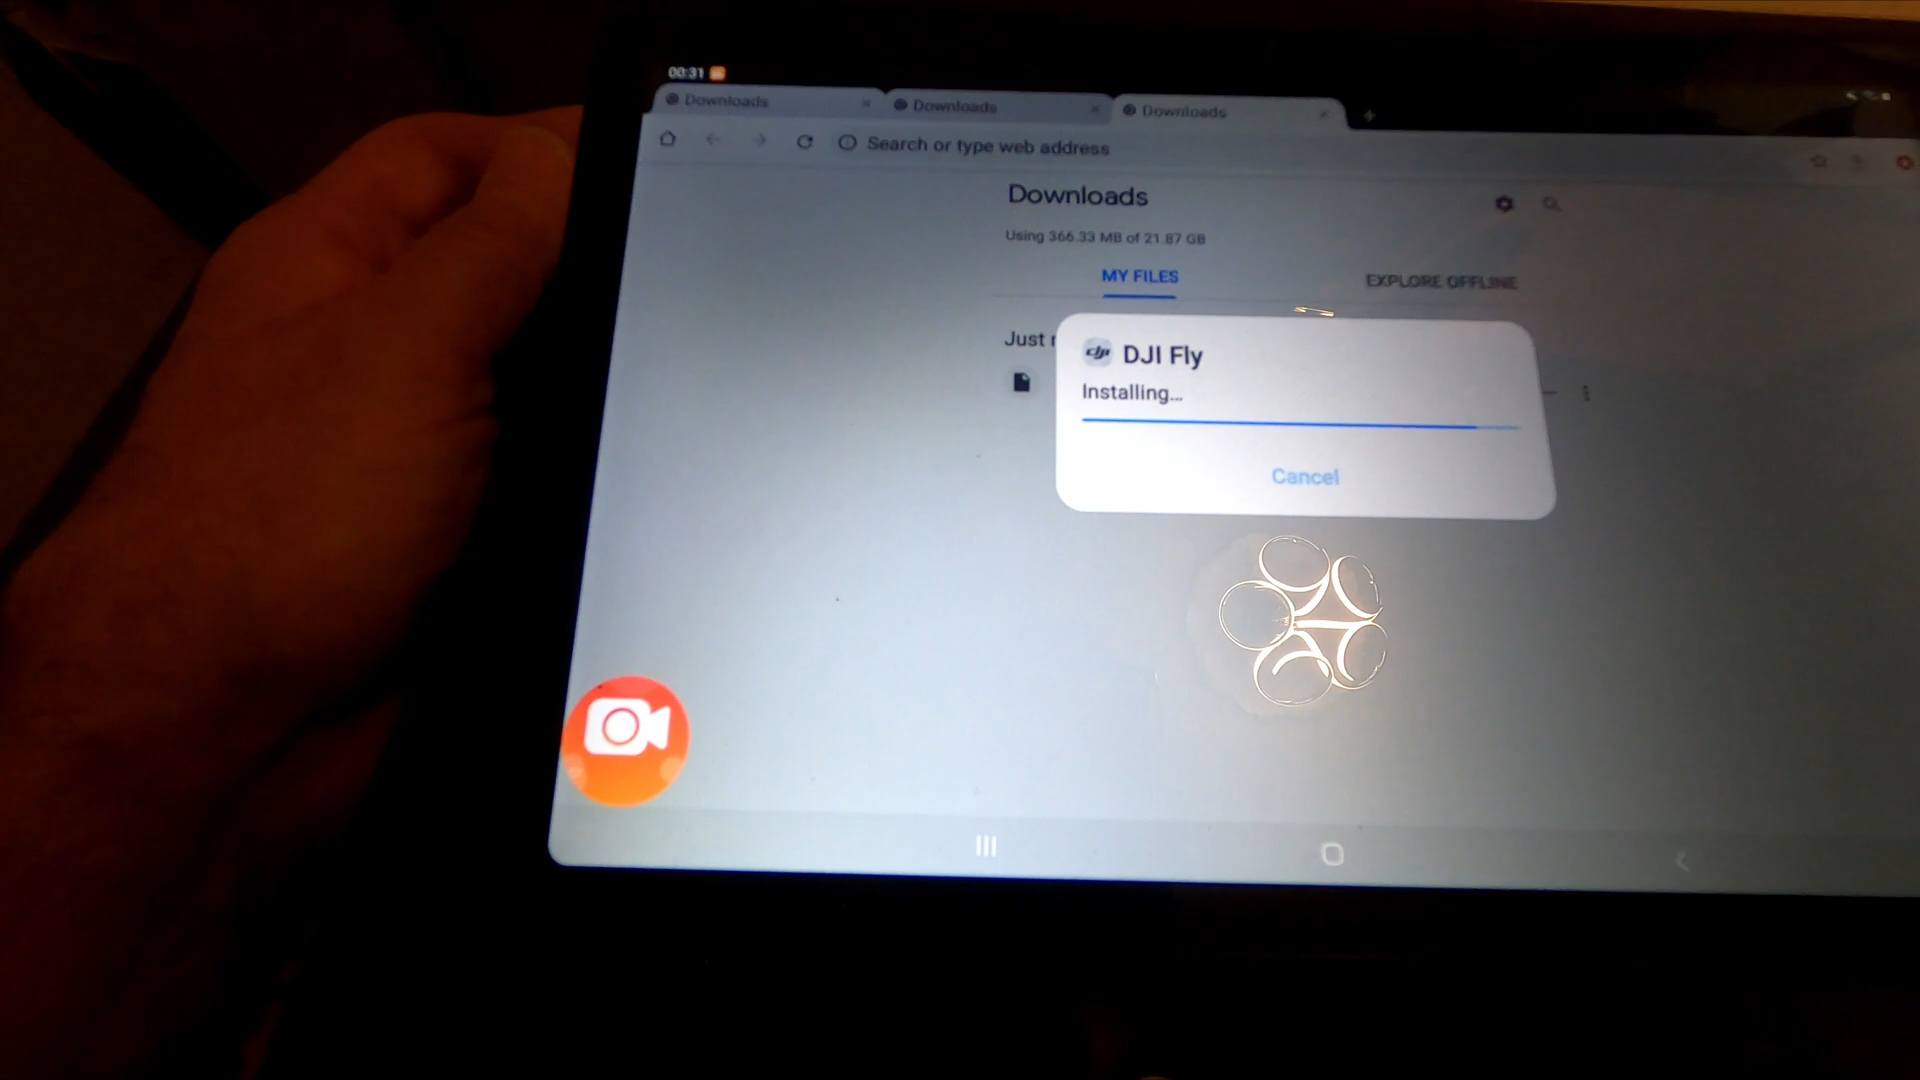 00:31
Downloads
Downloads
Downloads
Search or type web address
Downloads
Using 366.33 MB of 21.87 GB
MY FILES
EXPLORE OFFLINE
Just
dji DJI Fly
Installing...
Cancel